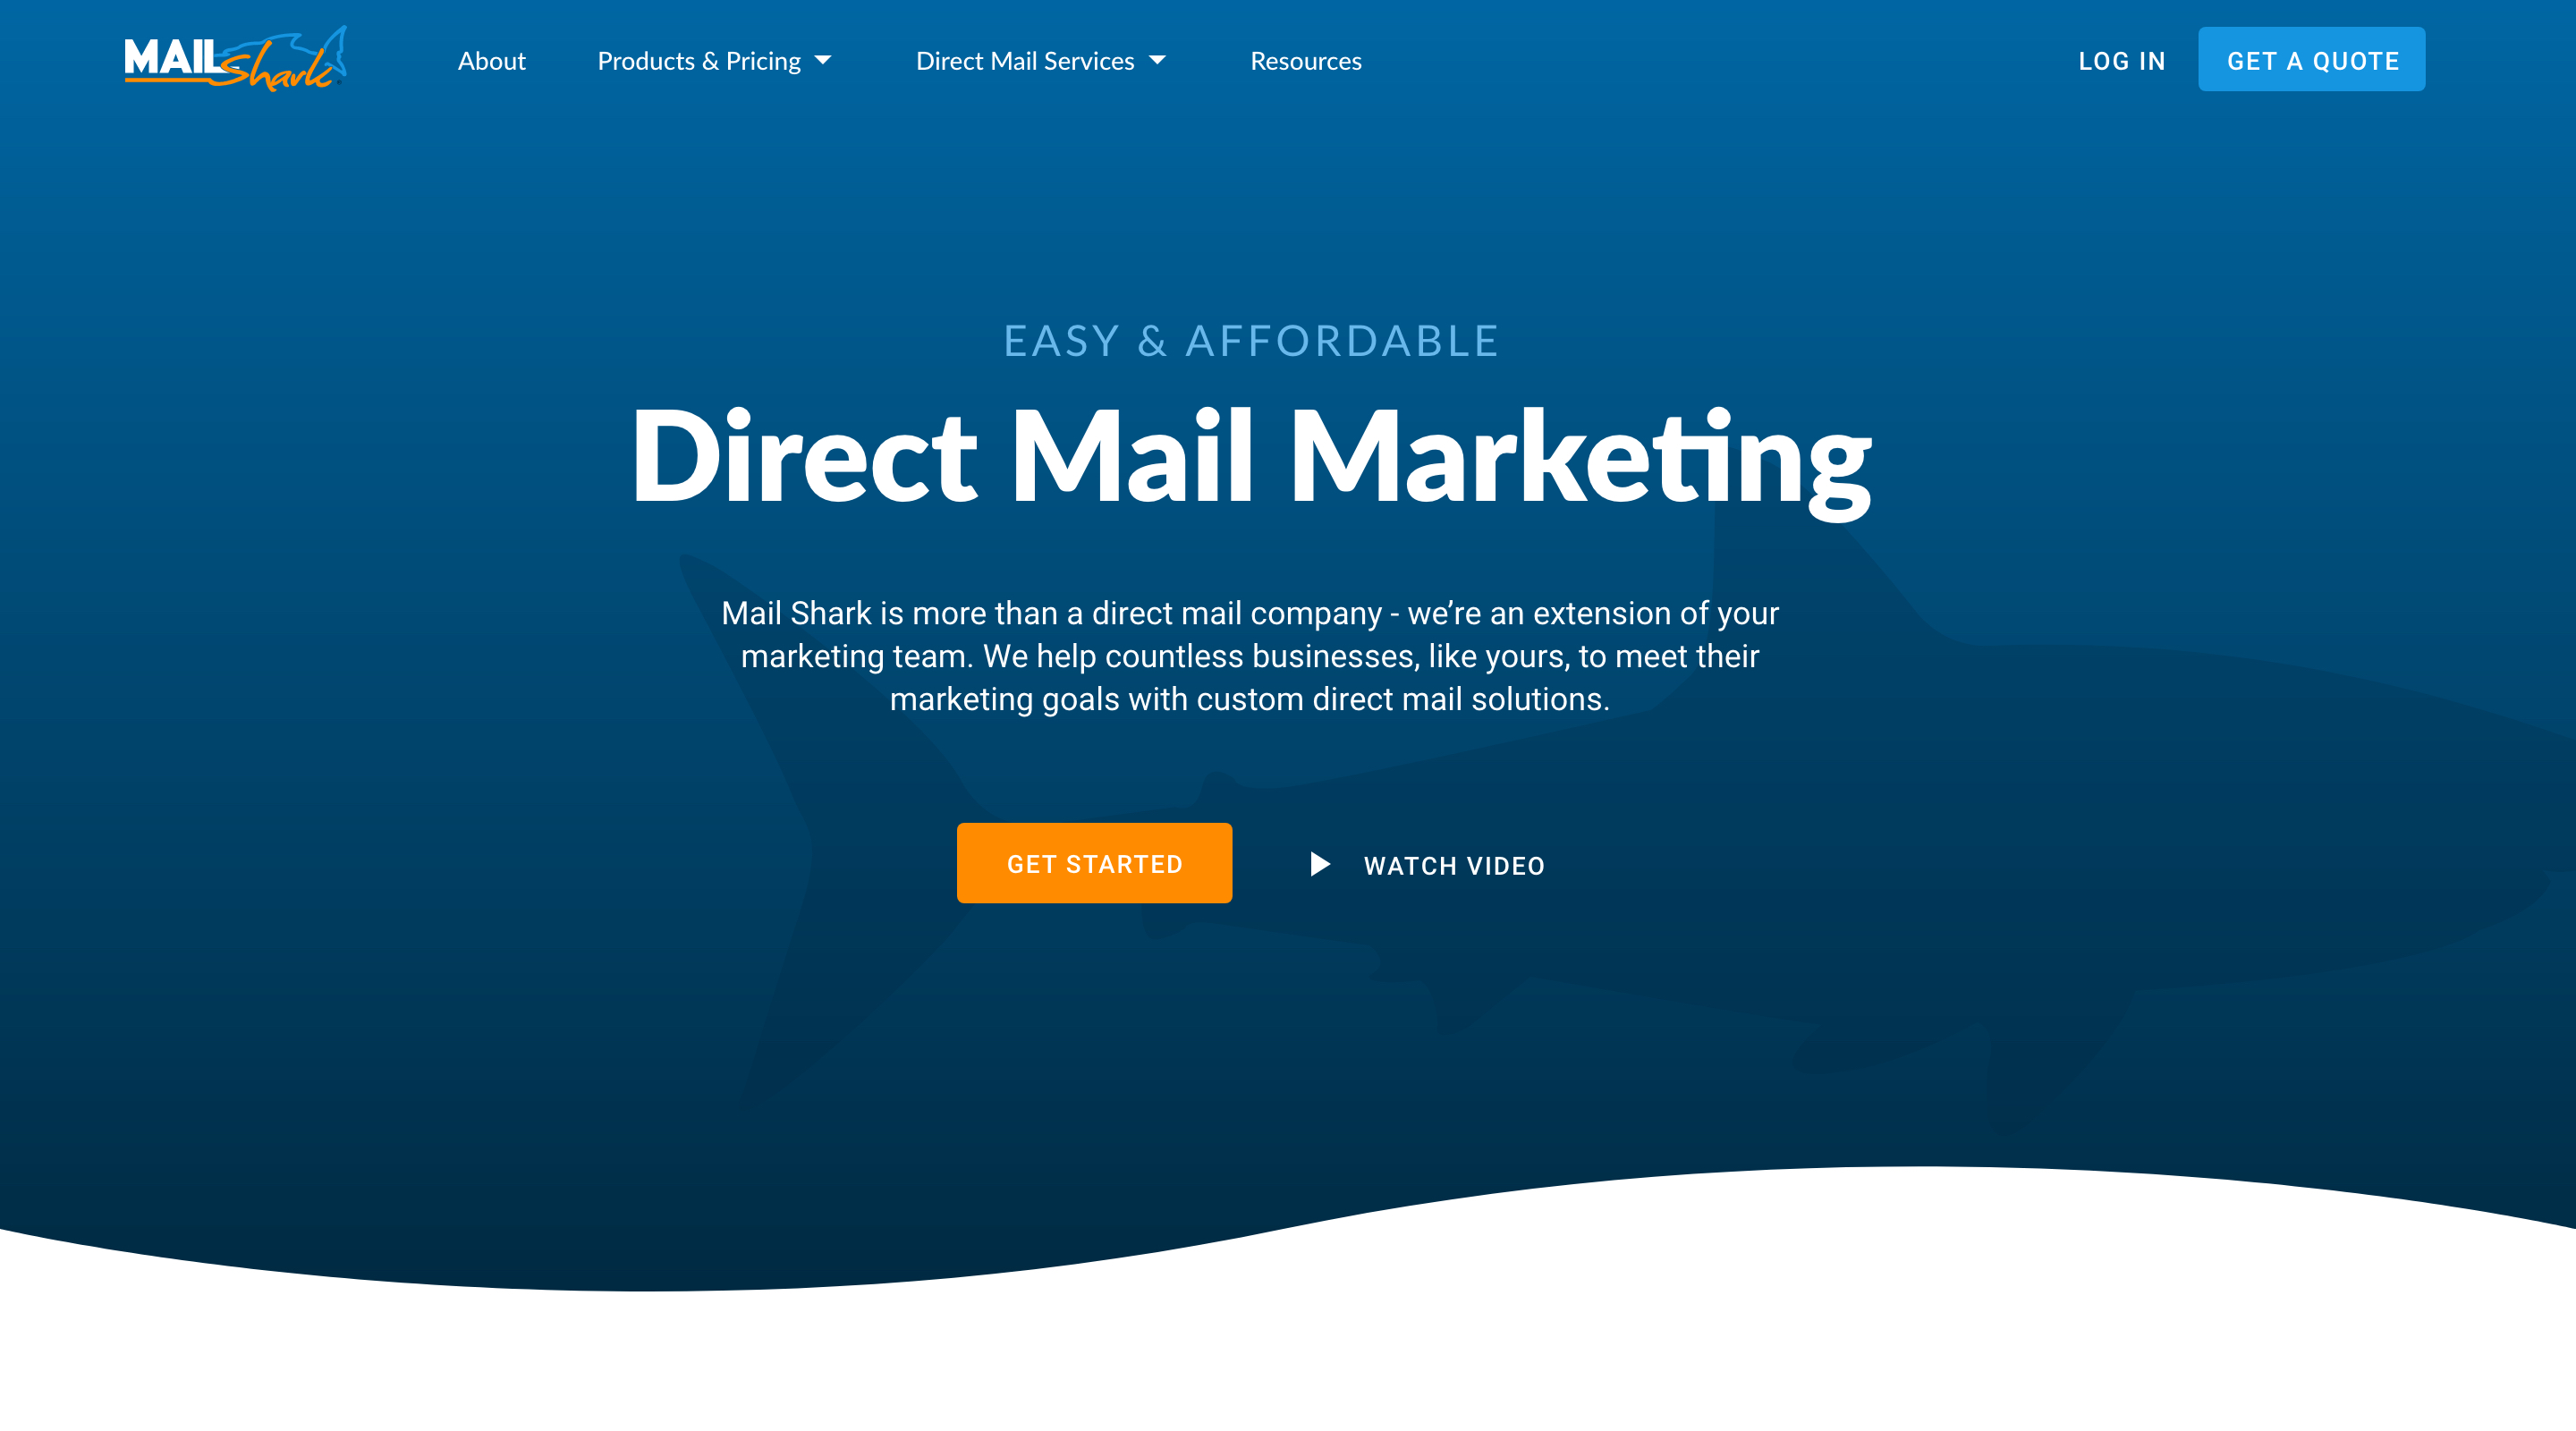 MAIL Shark
About
Products & Pricing
Direct Mail Services
Resources
LOG IN
GET A QUOTE
EASY & AFFORDABLE
Direct Mail Marketing
Mail Shark is more than a direct mail company - we’re an extension of your
marketing team. We help countless businesses, like yours, to meet their
marketing goals with custom direct mail solutions.
GET STARTED
WATCH VIDEO